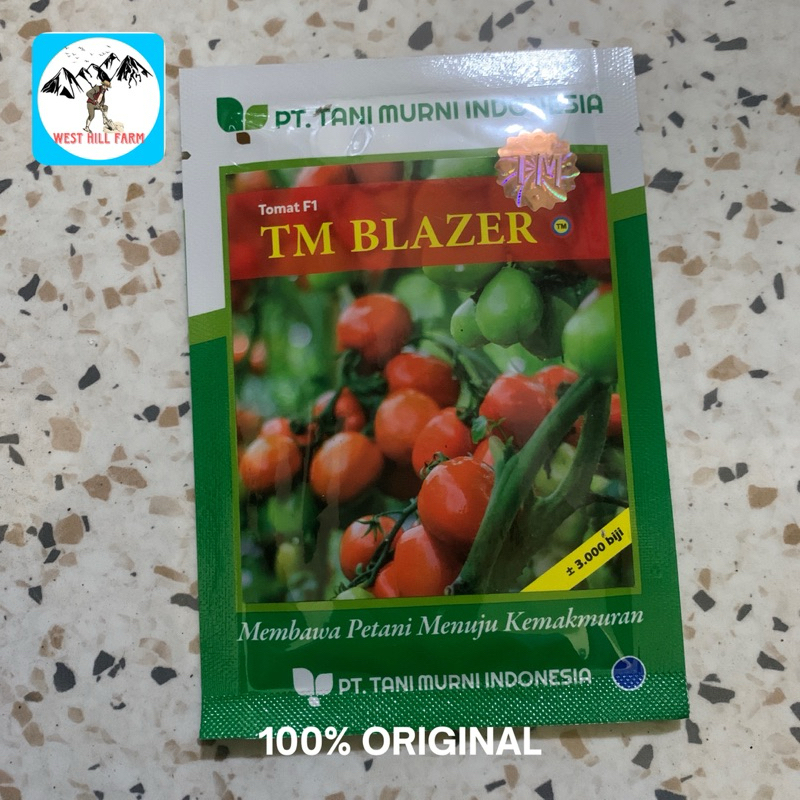 WEST HILL FARM
PT. TANI MURNI INDONESIA
TM
Tomat F1
TM BLAZER
TM
± 3.000 biji
Membawa Petani Menuju Kemakmuran
PT. TANI MURNI INDONESIA
100% ORIGINAL